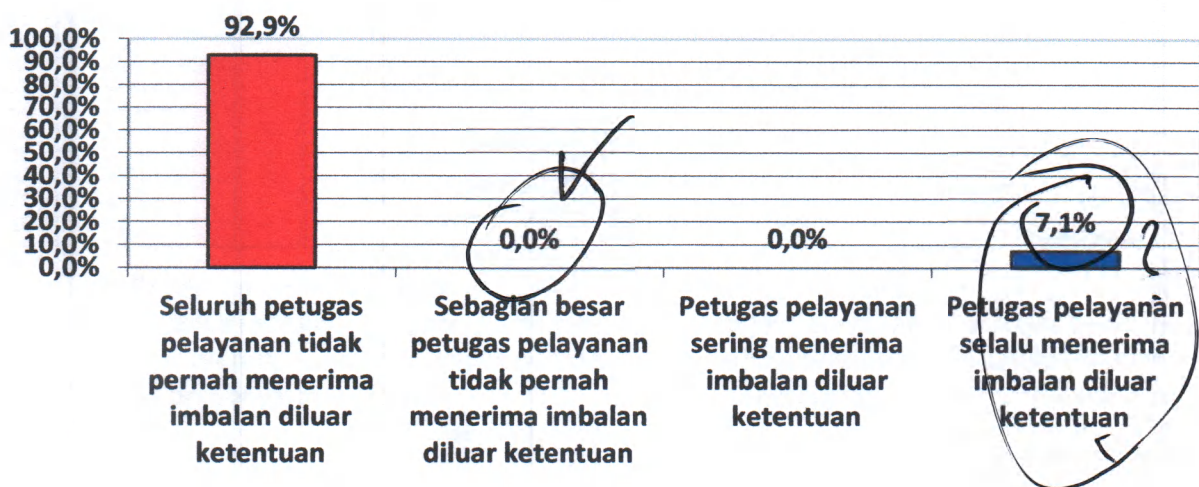 92,9%
100,0%
90,0%
80,0%
70,0%
60,0%
50,0%
40,0%
30,0%
20,0%
10,0%
0,0%
0,0%
0,0%
7,1%
?
Seluruh petugas
pelayanan tidak
pernah menerima
imbalan diluar
ketentuan
Sebagian besar
petugas pelayanan
tidak pernah
menerima imbalan
diluar ketentuan
Petugas pelayanan
sering menerima
imbalan diluar
ketentuan
Petugas pelayanan
selalu menerima
imbalan diluar
ketentuan